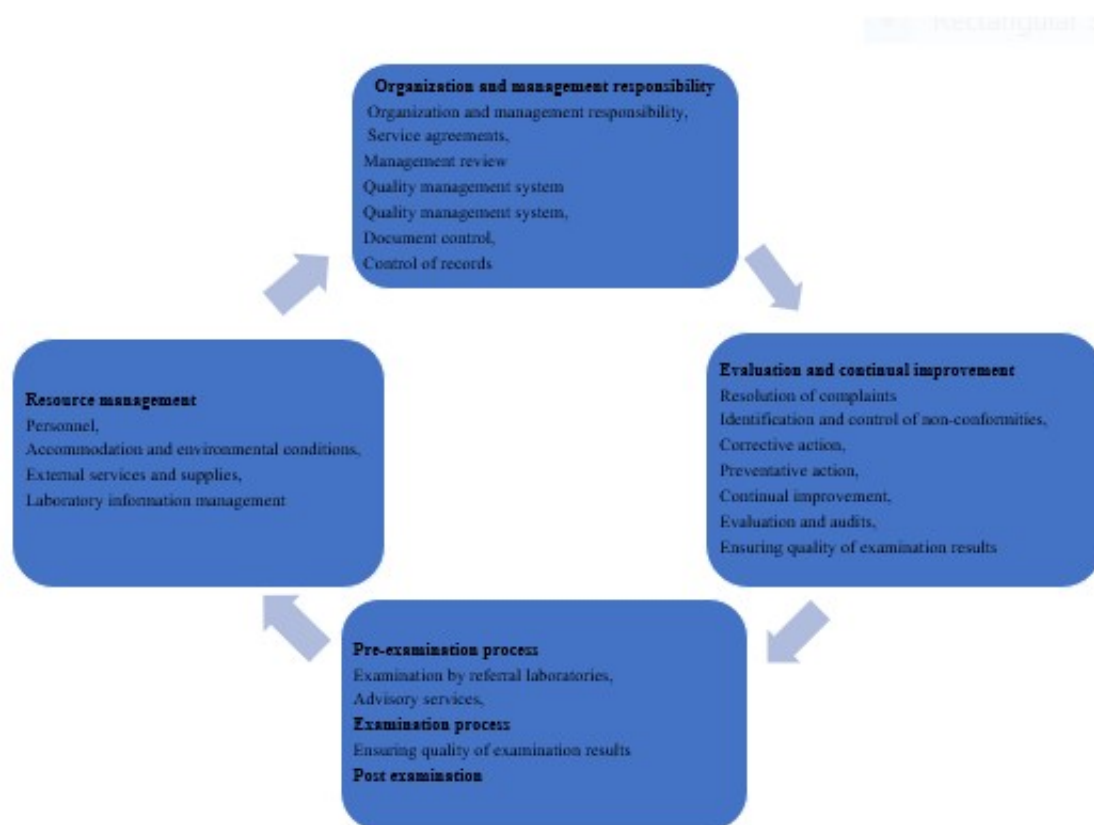 Rectangular
Organization and management responsibility
Organization and management responsibility,
Service agreements,
Management review
Quality management system
Quality management system,
Document control,
Control of records
Evaluation and continual improvement
Resolution of complaints
Identification and control of non-conformities,
Corrective action,
Preventative action,
Continual improvement,
Evaluation and audits,
Ensuring quality of examination results
Pre-examination process
Examination by referral laboratories,
Advisory services,
Examination process
Ensuring quality of examination results
Post examination
Resource management
Personnel,
Accommodation and environmental conditions,
External services and supplies,
Laboratory information management